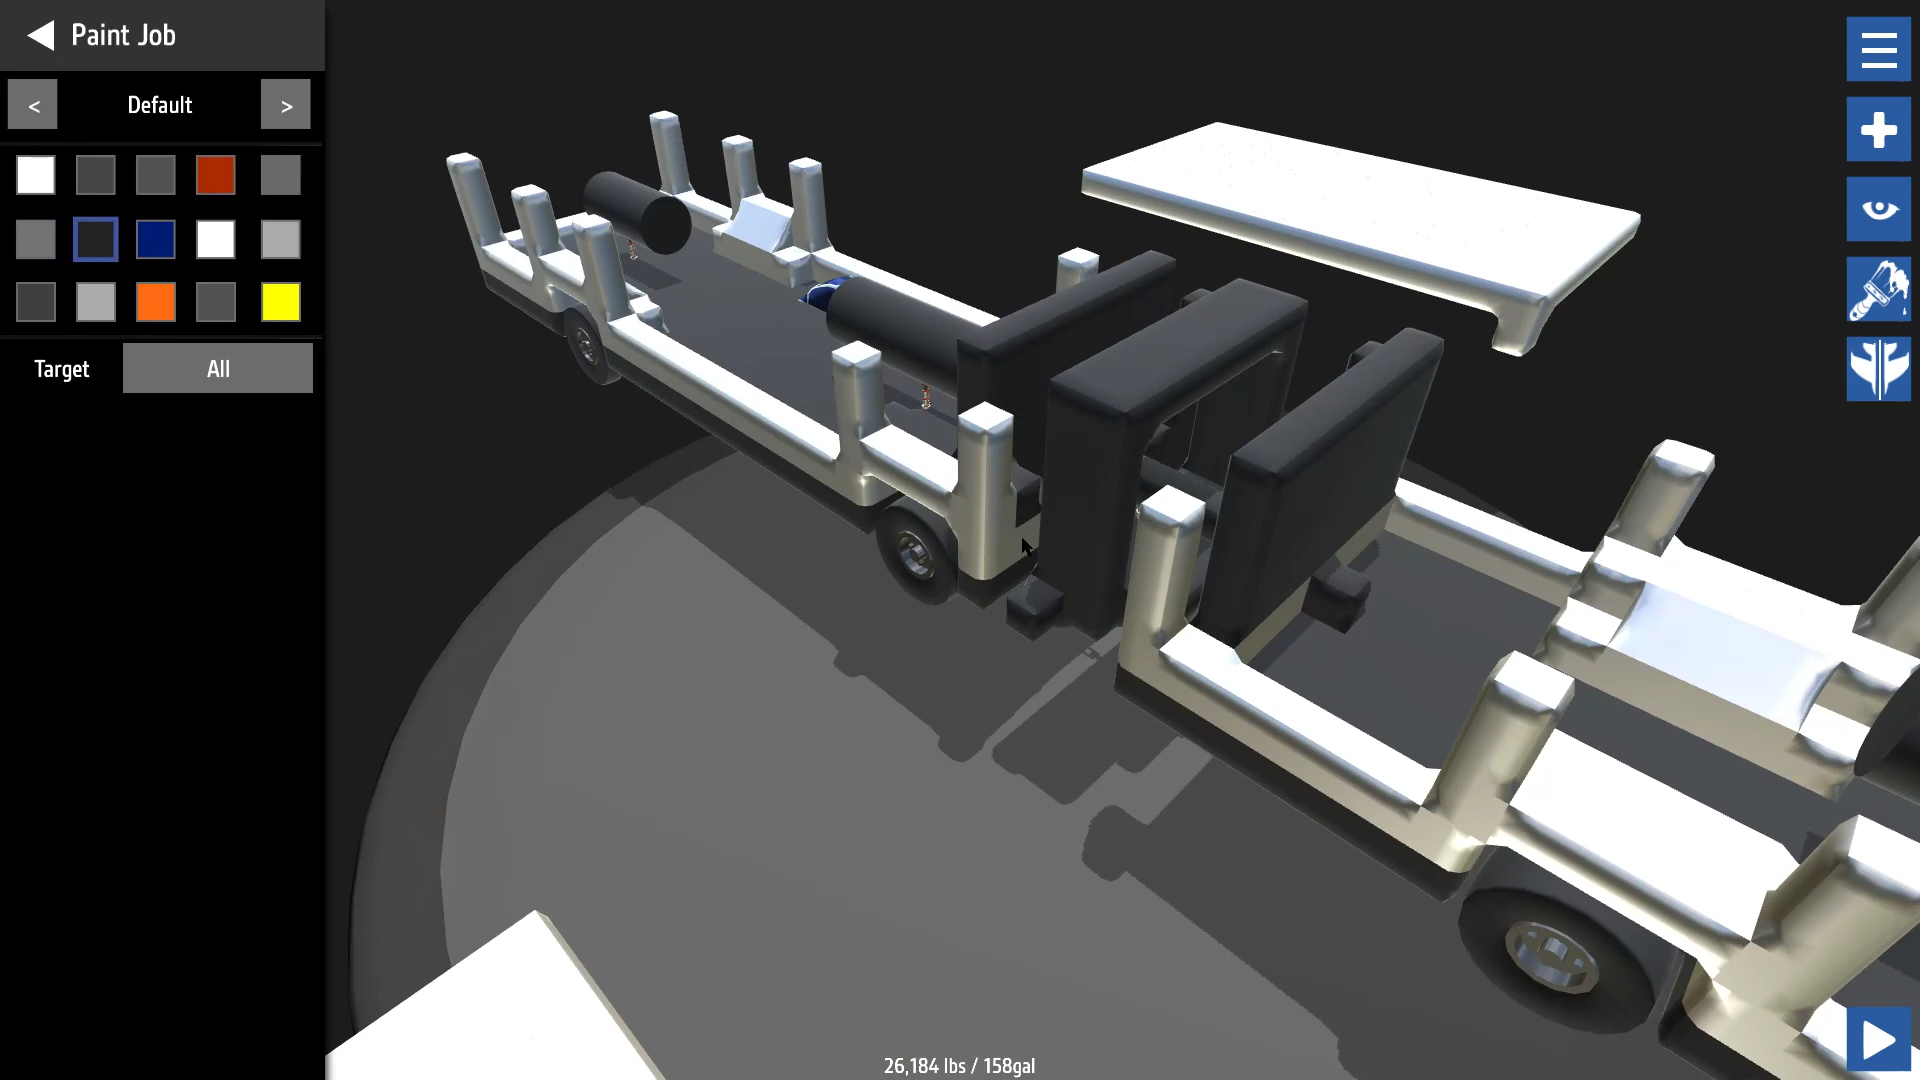 Paint Job
< Default >
Target All
26,184 lbs / 158gal